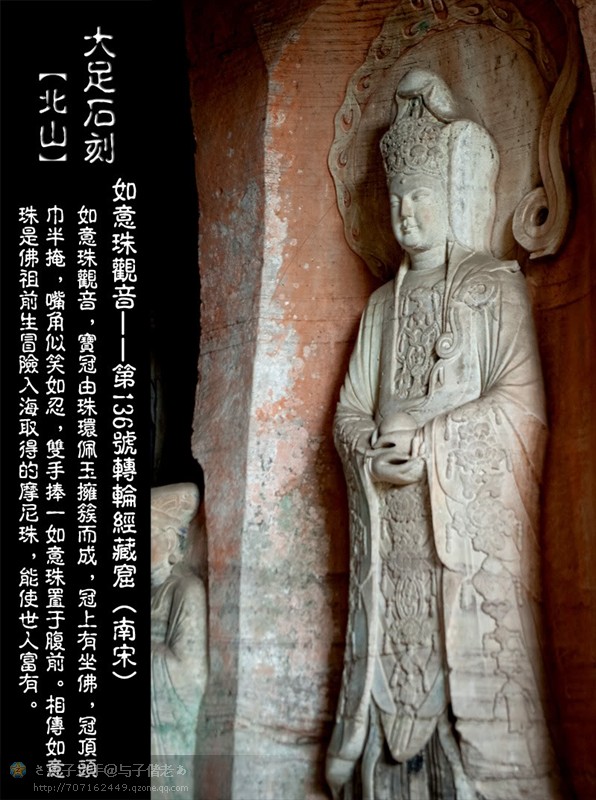 大足石刻
【北山】
如意珠觀音——第136號轉輪經藏窟（南宋）
如意珠觀音，寶冠由珠環佩玉擁簇而成，冠上有坐佛，冠頂頭
巾半掩，嘴角似笑如忍，雙手捧一如意珠置于腹前。相傳如意
珠是佛祖前生冒險入海取得的摩尼珠，能使世人富有。
手@与子偕老
http://707162449.qzone.qq.com